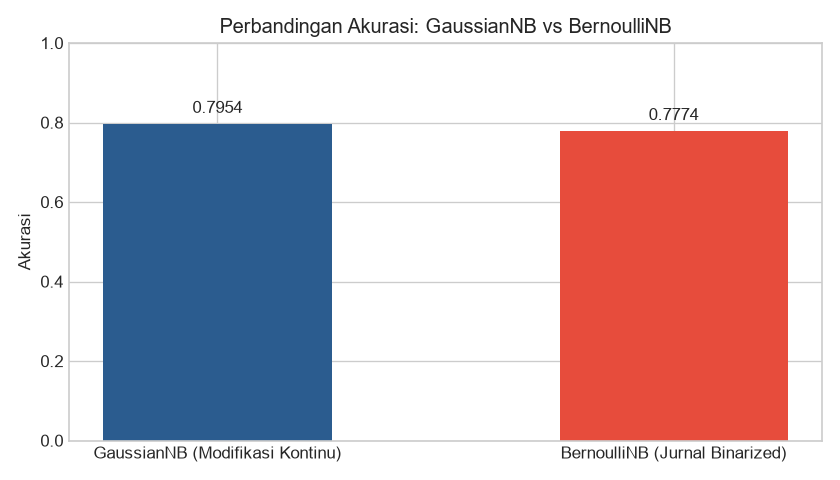 Perbandingan Akurasi: GaussianNB vs BernoulliNB
1.0
0.8
0.6
0.4
0.2
0.0
Akurasi
0.7954
0.7774
GaussianNB (Modifikasi Kontinu)
BernoulliNB (Jurnal Binarized)